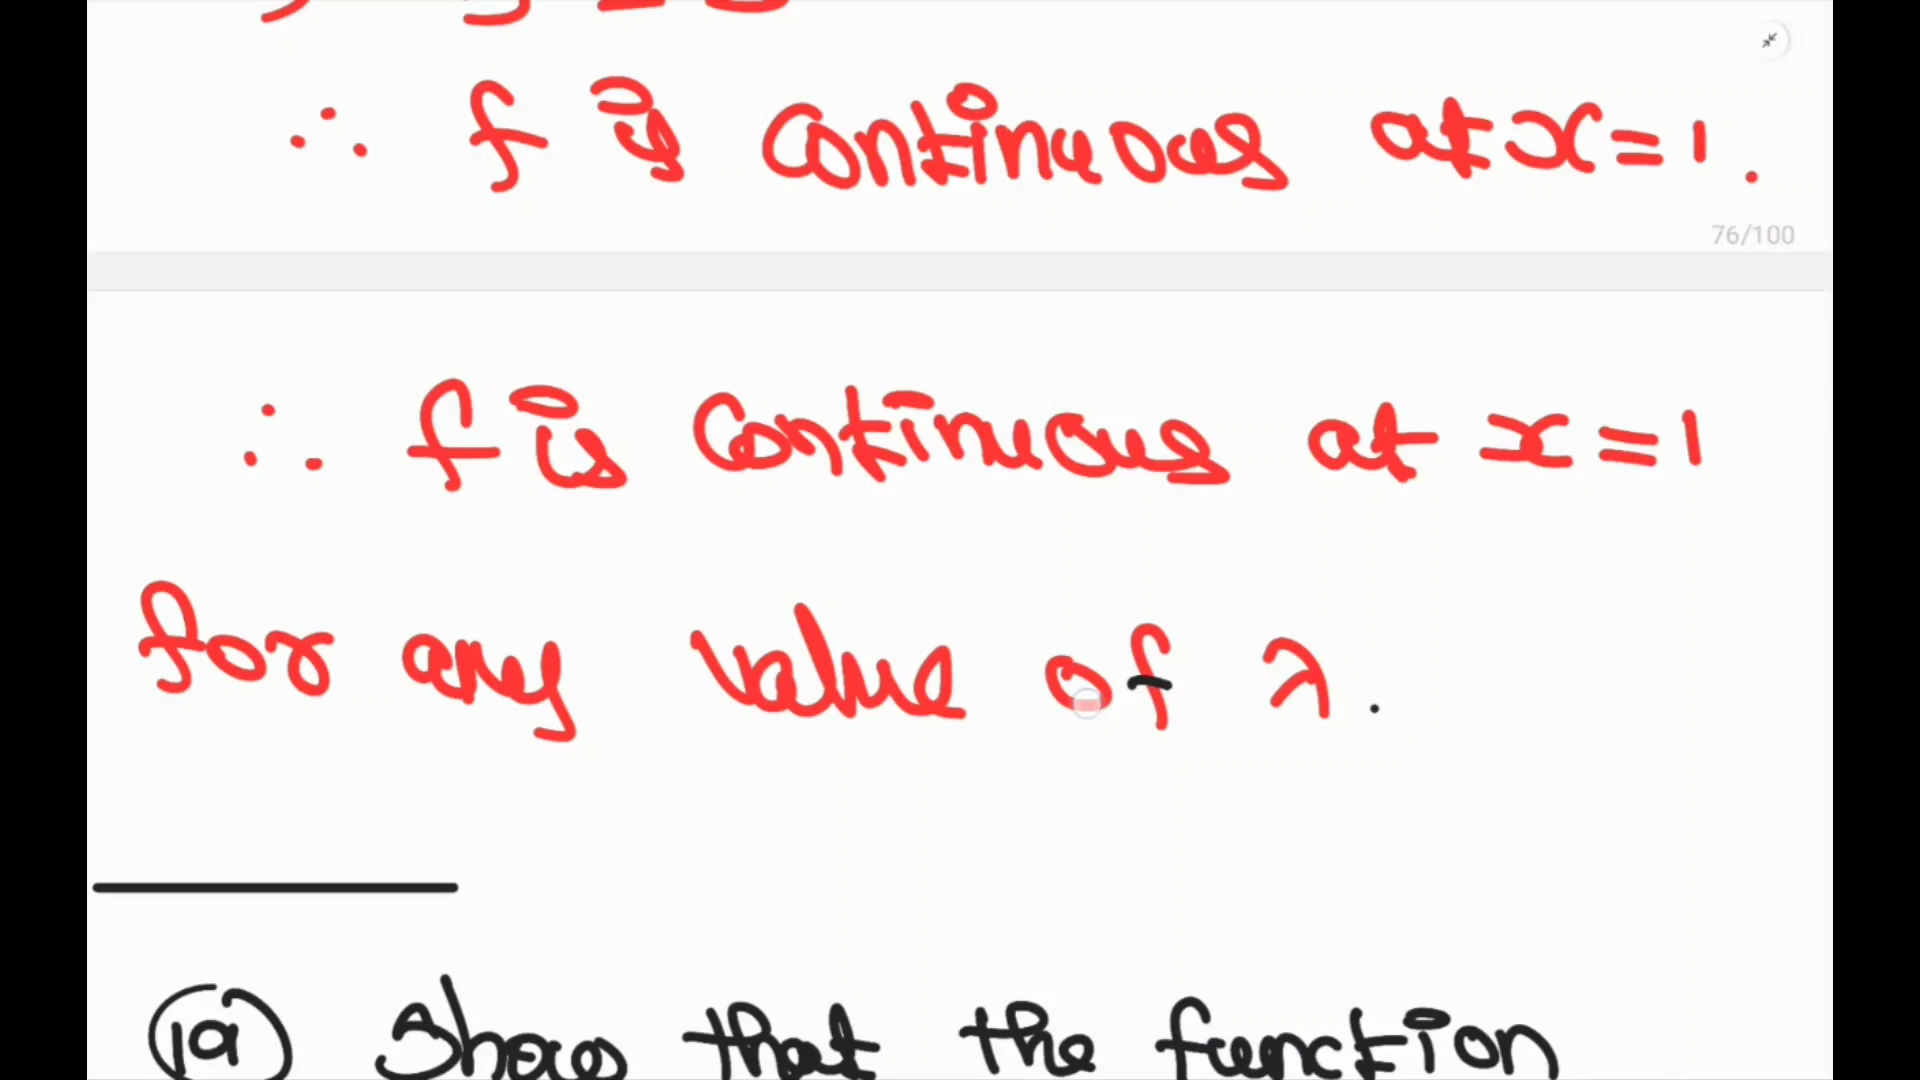 ∴ f is continuous at x = 1.
76/100
∴ f is continuous at x = 1
for any value of λ.
19 Show that the function